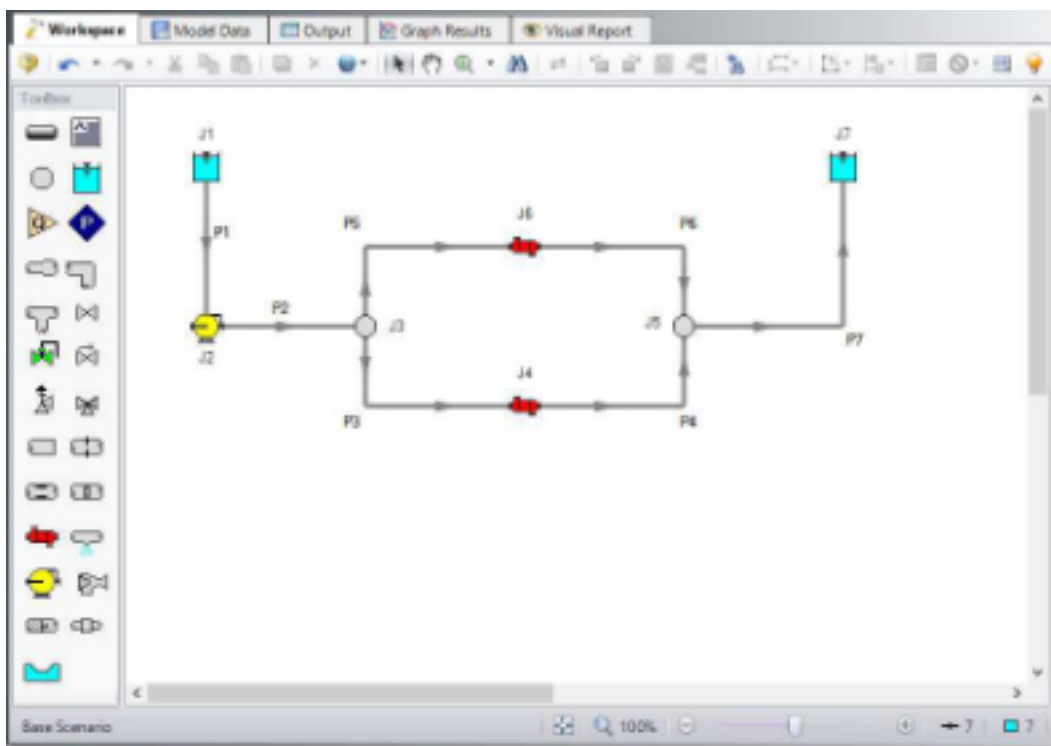 Workspace Model Data Output Graph Results Visual Report
Toolbox
J1 J7
P1
P5 J6 P6
P2
J3 J5
J2 P7
J4
P3 P4
Base Scenario 100% 7 7